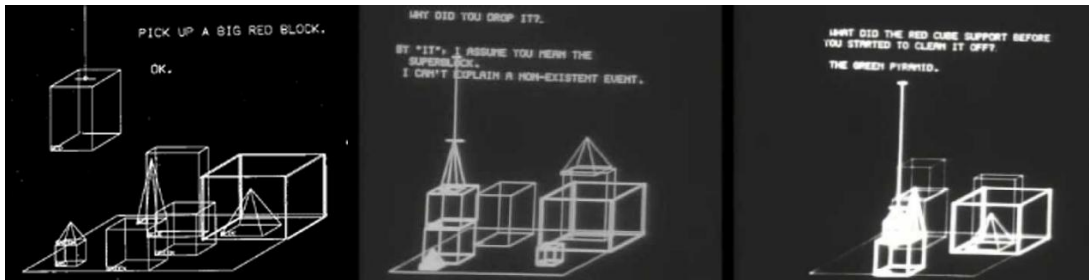 PICK UP A BIG RED BLOCK.
OK.
WHY DID YOU DROP IT?
BY "IT", I ASSUME YOU MEAN THE
SUPERBLOCK.
I CAN'T EXPLAIN A NON-EXISTENT EVENT.
WHAT DID THE RED CUBE SUPPORT BEFORE
YOU STARTED TO CLEAN IT OFF?
THE GREEN PYRAMID.